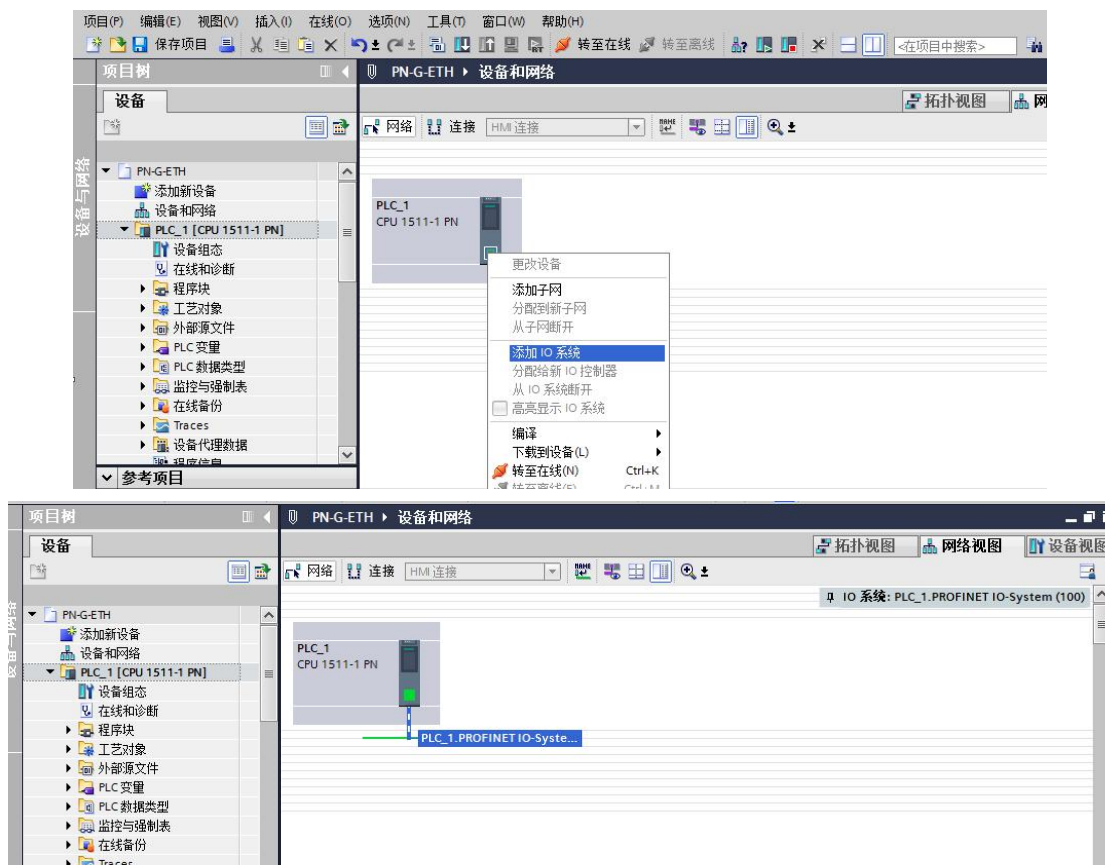 项目(P) 编辑(E) 视图(V) 插入(I) 在线(O) 选项(N) 工具(T) 窗口(W) 帮助(H)
保存项目 转至在线 转至离线 <在项目中搜索>
项目树
PN-G-ETH ▸ 设备和网络
设备
拓扑视图 网
网络 连接 HMI 连接
设备与网络
PN-G-ETH
添加新设备
设备和网络
PLC_1 [CPU 1511-1 PN]
设备组态
在线和诊断
程序块
工艺对象
外部源文件
PLC 变量
PLC 数据类型
监控与强制表
在线备份
Traces
设备代理数据
程序信息
参考项目
PLC_1
CPU 1511-1 PN
更改设备
添加子网
分配到新子网
从子网断开
添加 IO 系统
分配给新 IO 控制器
从 IO 系统断开
高亮显示 IO 系统
编译
下载到设备(L)
转至在线(N) Ctrl+K
转至离线(F) Ctrl+M
项目树
PN-G-ETH ▸ 设备和网络
设备
拓扑视图 网络视图 设备视图
网络 连接 HMI 连接
IO 系统: PLC_1.PROFINET IO-System (100)
PN-G-ETH
添加新设备
设备和网络
PLC_1 [CPU 1511-1 PN]
设备组态
在线和诊断
程序块
工艺对象
外部源文件
PLC 变量
PLC 数据类型
监控与强制表
在线备份
Traces
PLC_1
CPU 1511-1 PN
PLC_1.PROFINET IO-Syste...